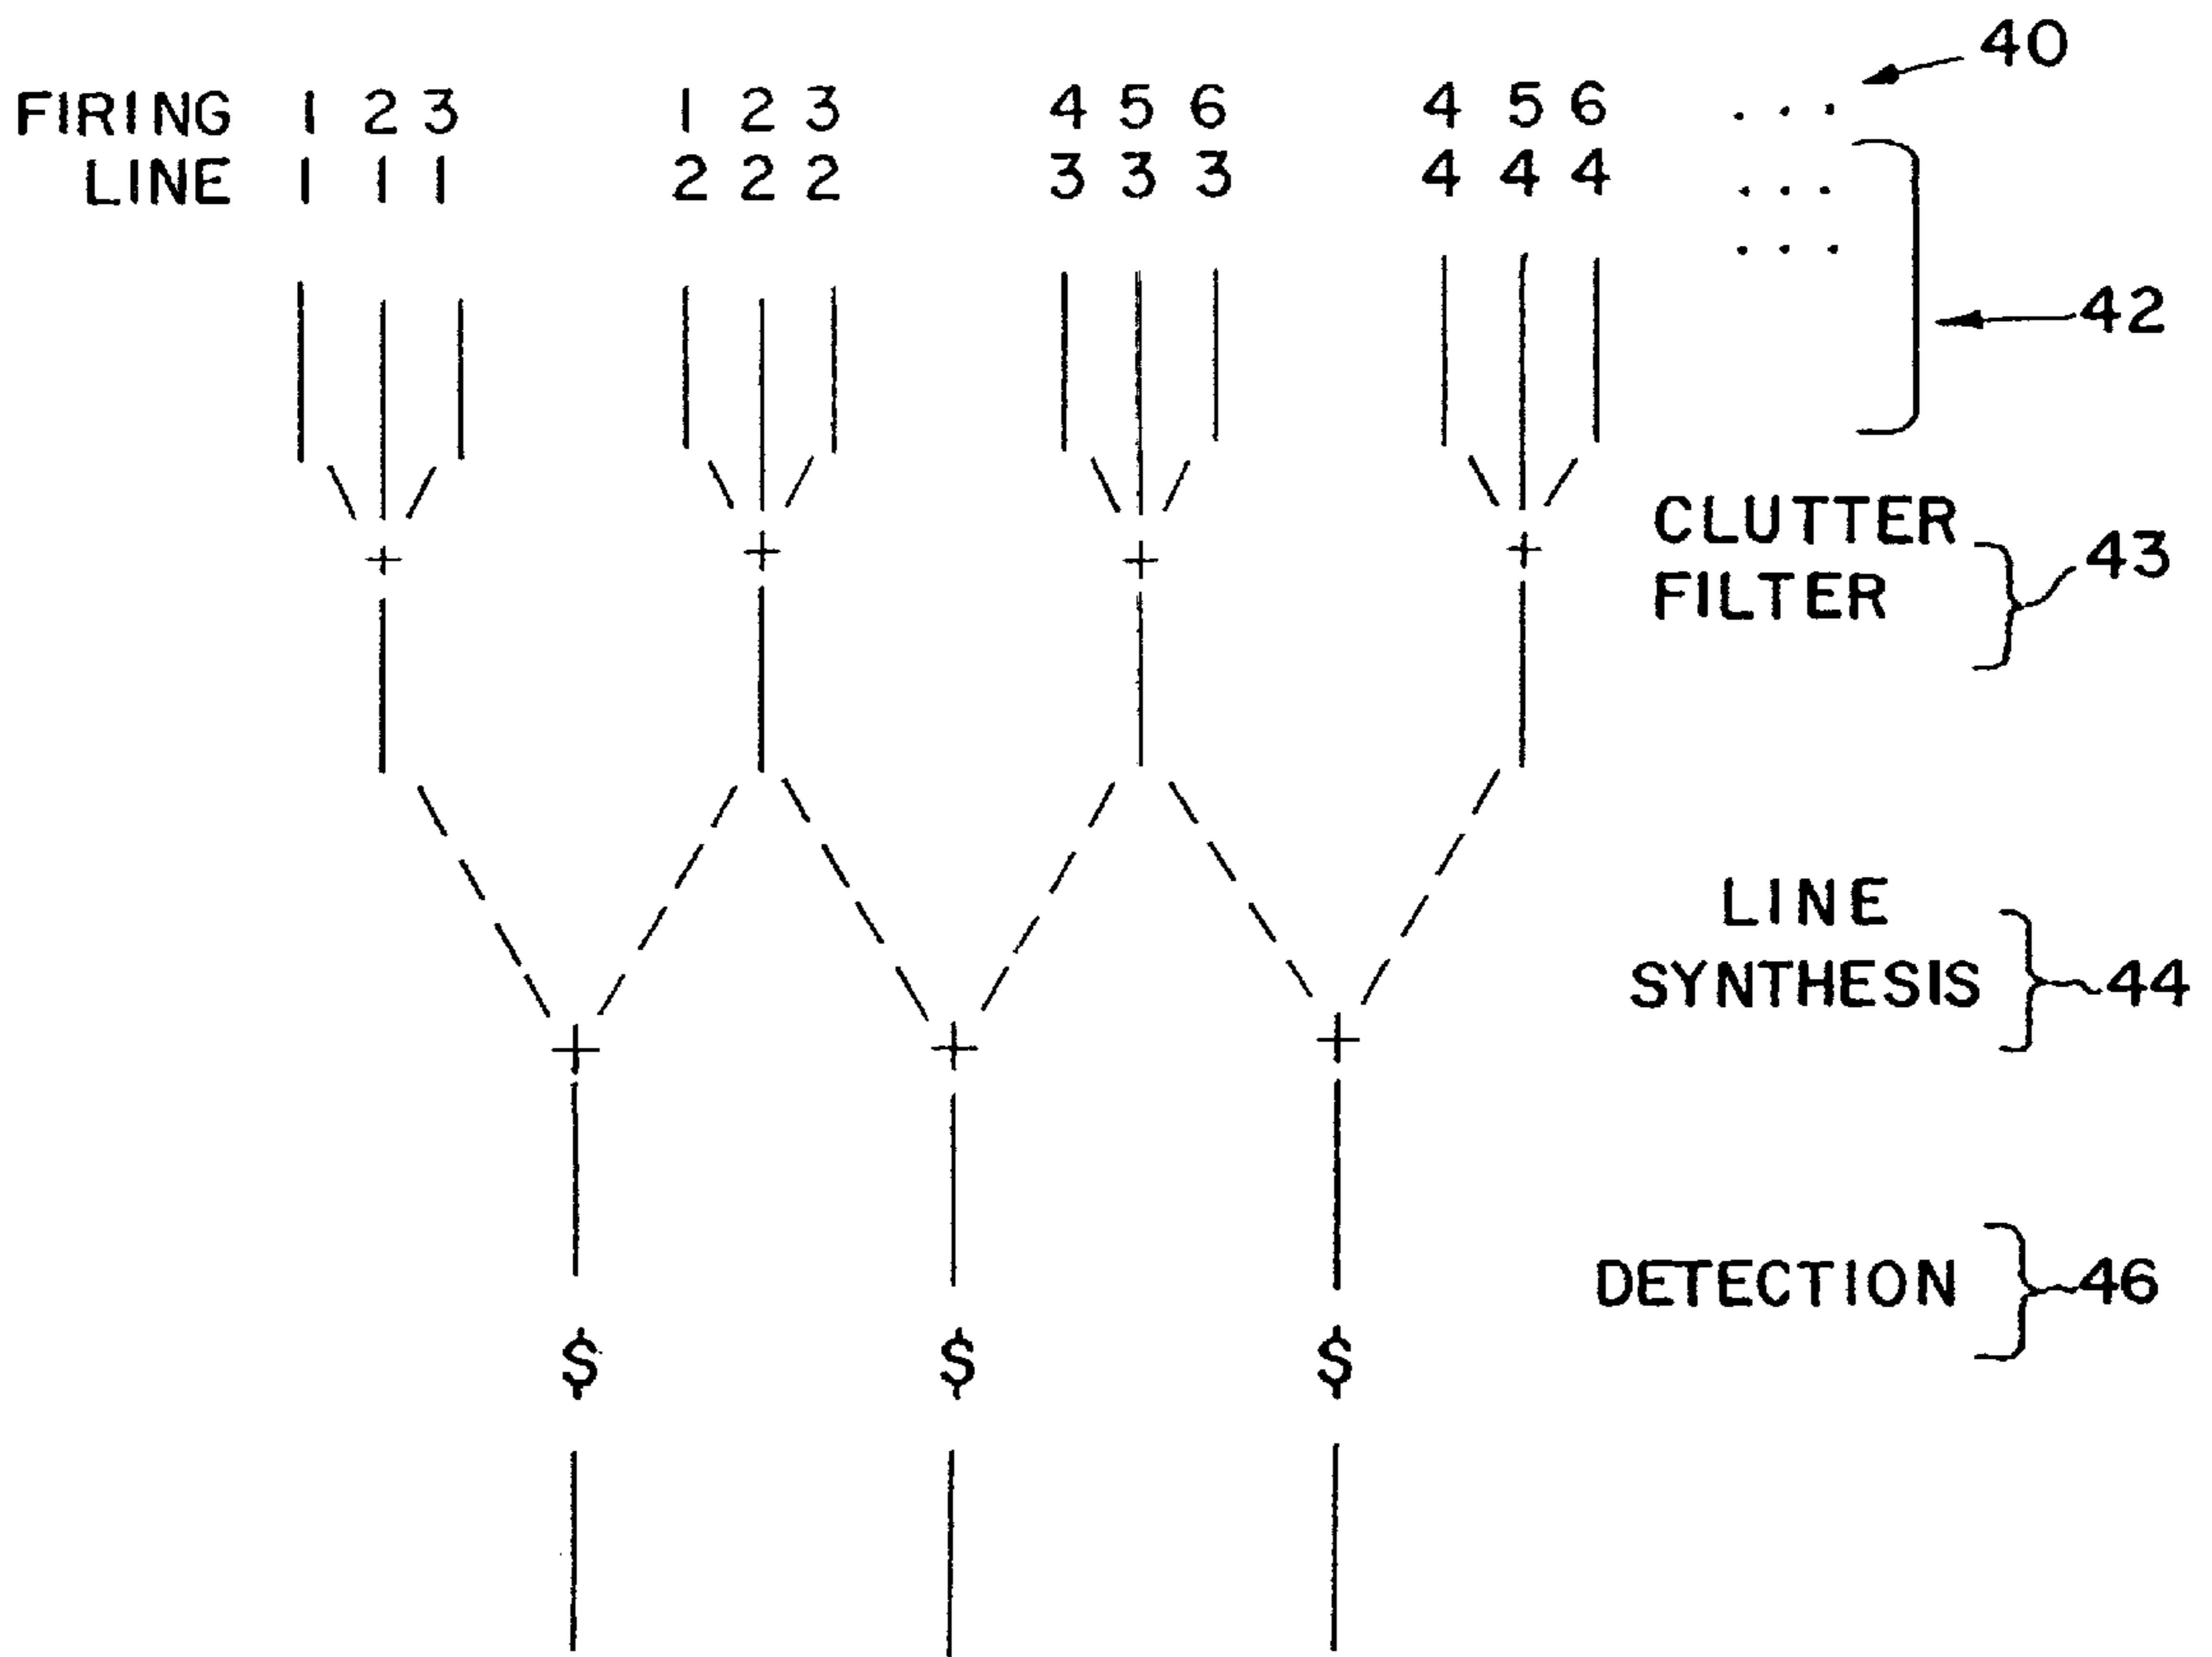 40
FIRING 1 2 3 1 2 3 4 5 6 4 5 6 ...
LINE 1 1 1 2 2 2 3 3 3 4 4 4 ...
...
42
+ + + +
CLUTTER
FILTER
43
LINE
SYNTHESIS
44
+ + +
DETECTION
46
$ $ $